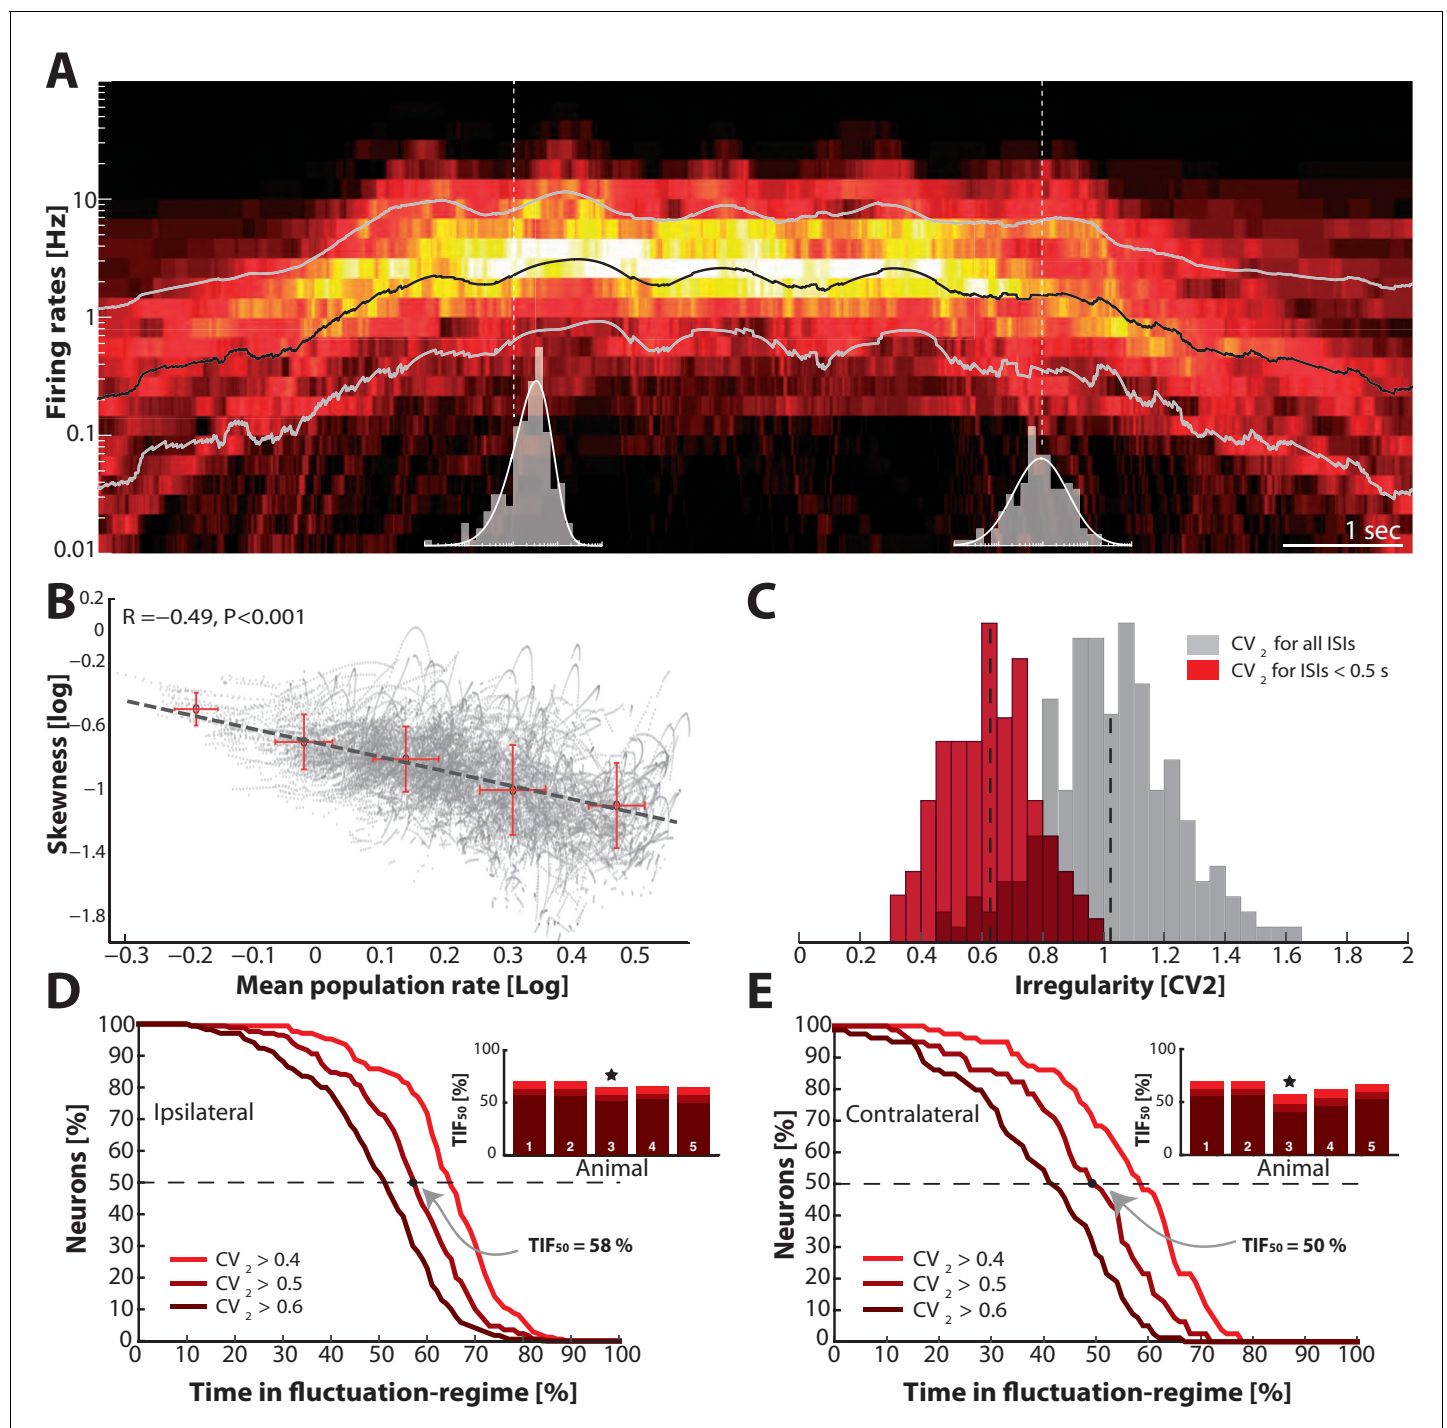 A
Firing rates [Hz]
10
1
0.1
0.01
1 sec
B
R =−0.49, P<0.001
Skewness [log]
0.2
0
−0.2
−0.6
−1
−1.4
−1.8
−0.3 −0.2 −0.1 0 0.1 0.2 0.3 0.4 0.5
Mean population rate [Log]
C
CV 2 for all ISIs
CV 2 for ISIs < 0.5 s
0 0.2 0.4 0.6 0.8 1 1.2 1.4 1.6 1.8 2
Irregularity [CV2]
D
Neurons [%]
100
90
80
70
60
50
40
30
20
10
0
Ipsilateral
TIF50 [%]
100
50
0
1 2 3 4 5
Animal
TIF50 = 58 %
CV 2 > 0.4
CV 2 > 0.5
CV 2 > 0.6
0 10 20 30 40 50 60 70 80 90 100
Time in fluctuation-regime [%]
E
Neurons [%]
100
90
80
70
60
50
40
30
20
10
0
Contralateral
TIF50 [%]
100
50
0
1 2 3 4 5
Animal
TIF50 = 50 %
CV 2 > 0.4
CV 2 > 0.5
CV 2 > 0.6
0 10 20 30 40 50 60 70 80 90 100
Time in fluctuation-regime [%]